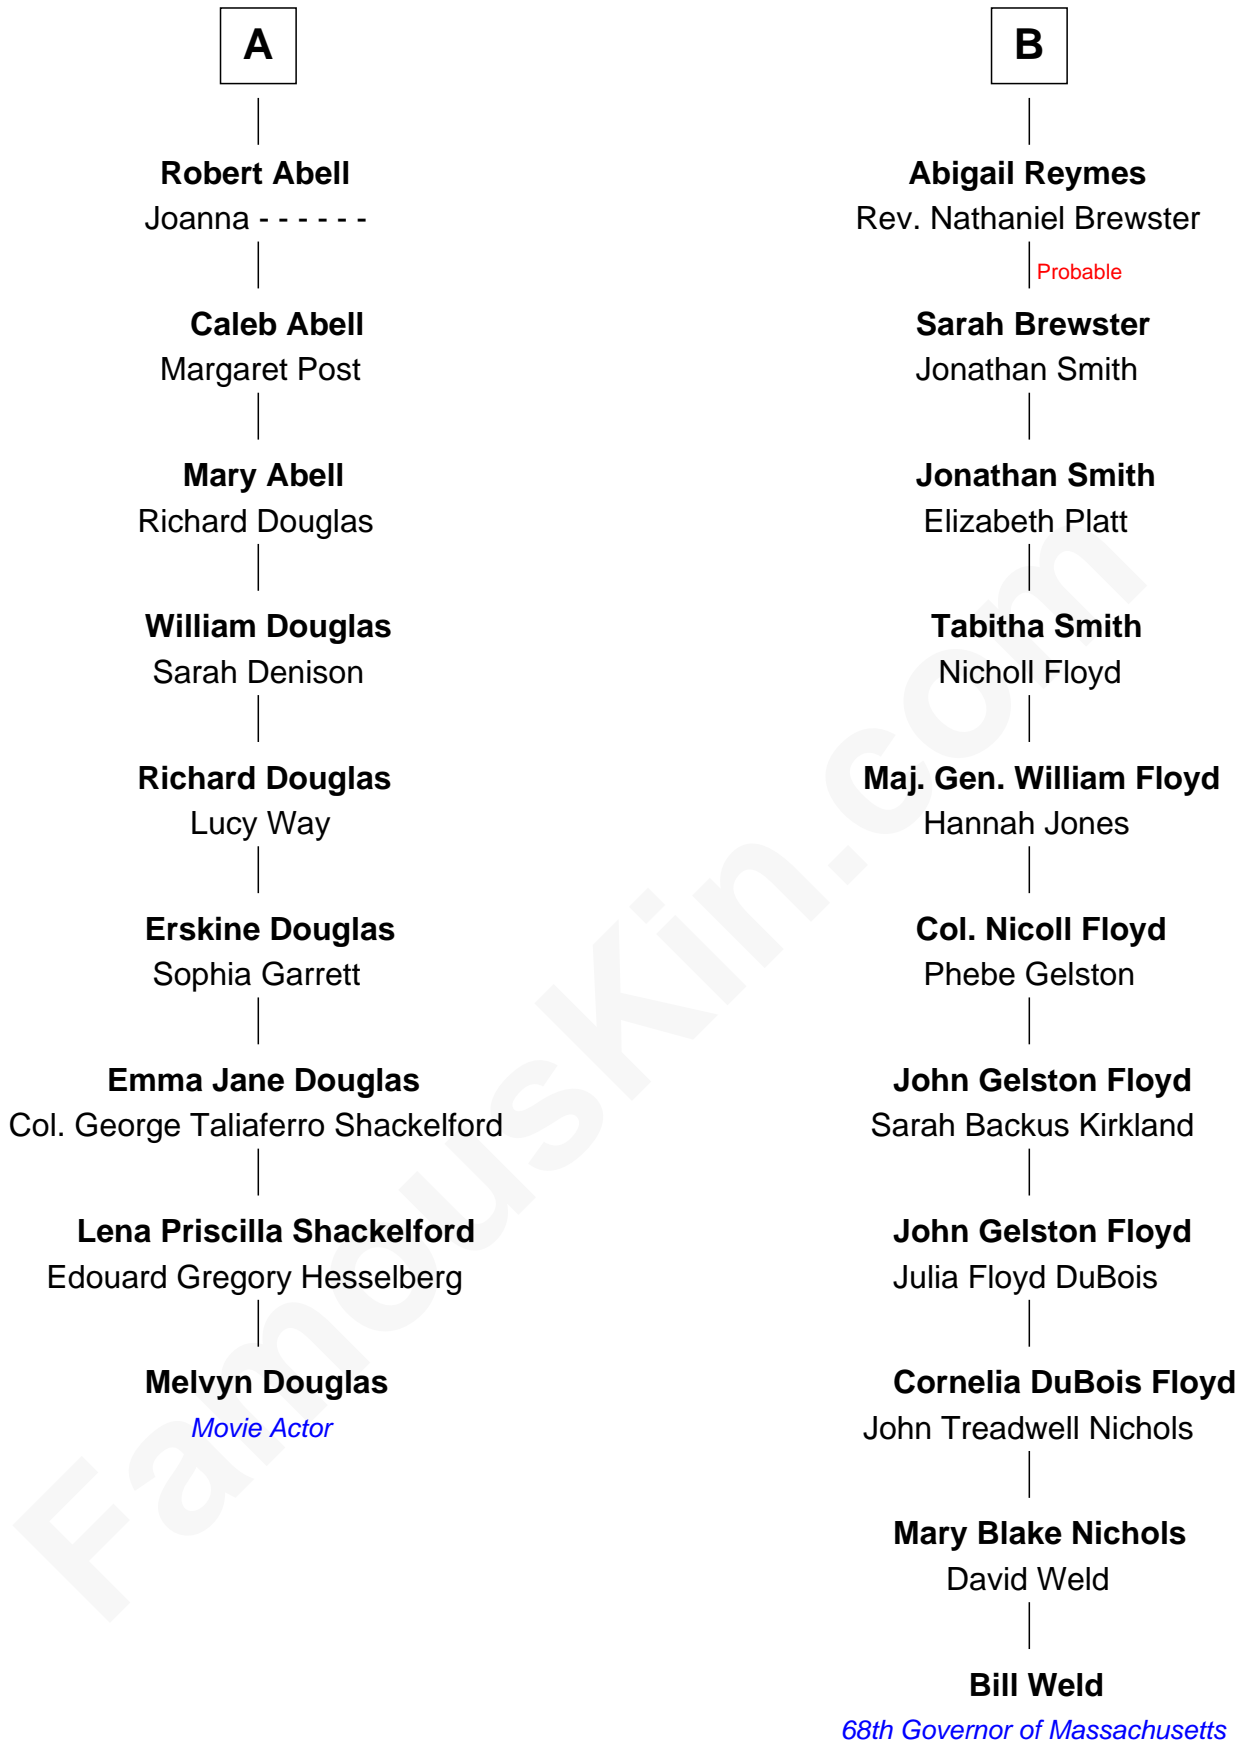 A
Robert Abell
Joanna - - - - - -
Caleb Abell
Margaret Post
Mary Abell
Richard Douglas
William Douglas
Sarah Denison
Richard Douglas
Lucy Way
Erskine Douglas
Sophia Garrett
Emma Jane Douglas
Col. George Taliaferro Shackelford
Lena Priscilla Shackelford
Edouard Gregory Hesselberg
Melvyn Douglas
Movie Actor
B
Abigail Reymes
Rev. Nathaniel Brewster
Probable
Sarah Brewster
Jonathan Smith
Jonathan Smith
Elizabeth Platt
Tabitha Smith
Nicholl Floyd
Maj. Gen. William Floyd
Hannah Jones
Col. Nicoll Floyd
Phebe Gelston
John Gelston Floyd
Sarah Backus Kirkland
John Gelston Floyd
Julia Floyd DuBois
Cornelia DuBois Floyd
John Treadwell Nichols
Mary Blake Nichols
David Weld
Bill Weld
68th Governor of Massachusetts
FamousKin.com